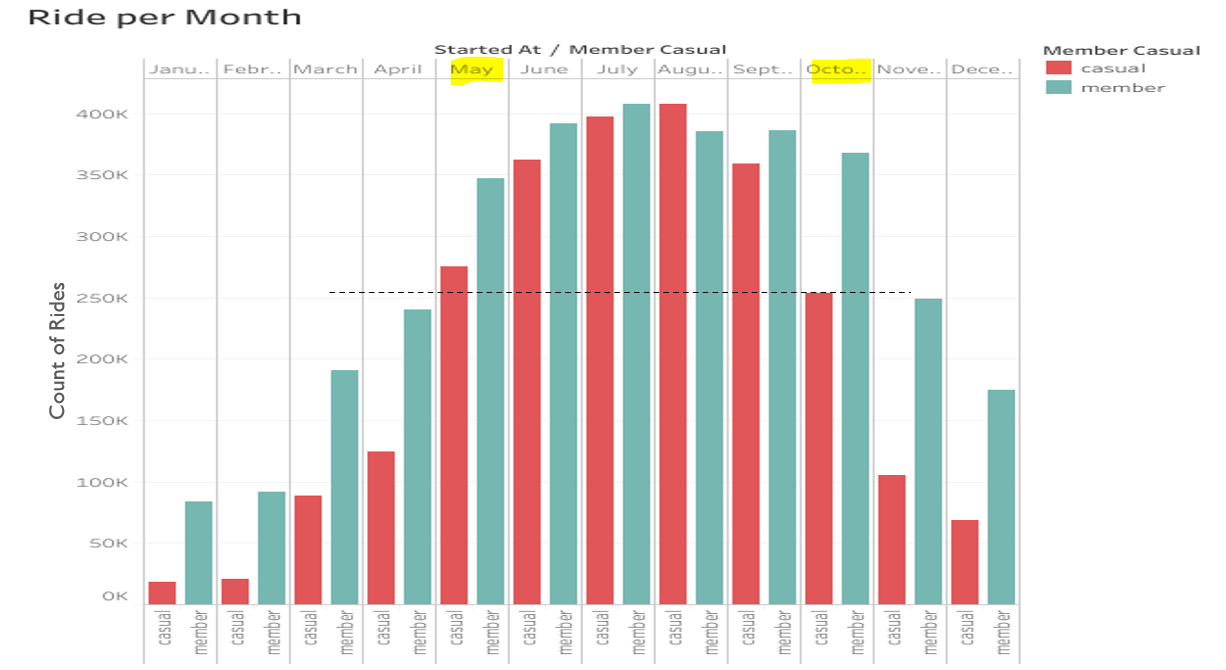 Ride per Month
Started At / Member Casual
Janu.. Febr.. March April May June July Augu.. Sept.. Octo.. Nove.. Dece..
Member Casual
casual
member
Count of Rides
400K
350K
300K
250K
200K
150K
100K
50K
0K
casual member casual member casual member casual member casual member casual member casual member casual member casual member casual member casual member casual member